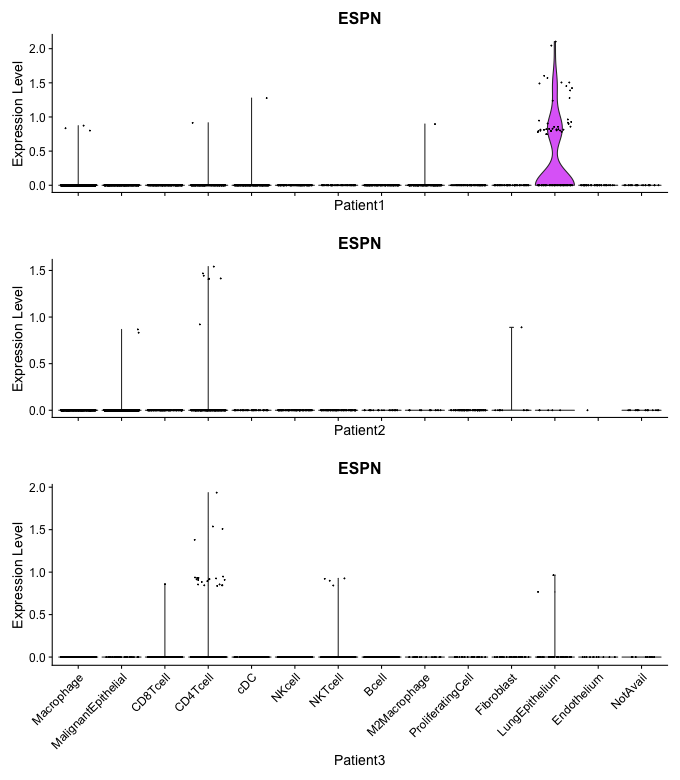 ESPN
Expression Level
2.0
1.5
1.0
0.5
0.0
Patient1
ESPN
Expression Level
1.5
1.0
0.5
0.0
Patient2
ESPN
Expression Level
2.0
1.5
1.0
0.5
0.0
Macrophage
MalignantEpithelial
CD8Tcell
CD4Tcell
cDC
NKcell
NKTcell
Bcell
M2Macrophage
ProliferatingCell
Fibroblast
LungEpithelium
Endothelium
NotAvail
Patient3